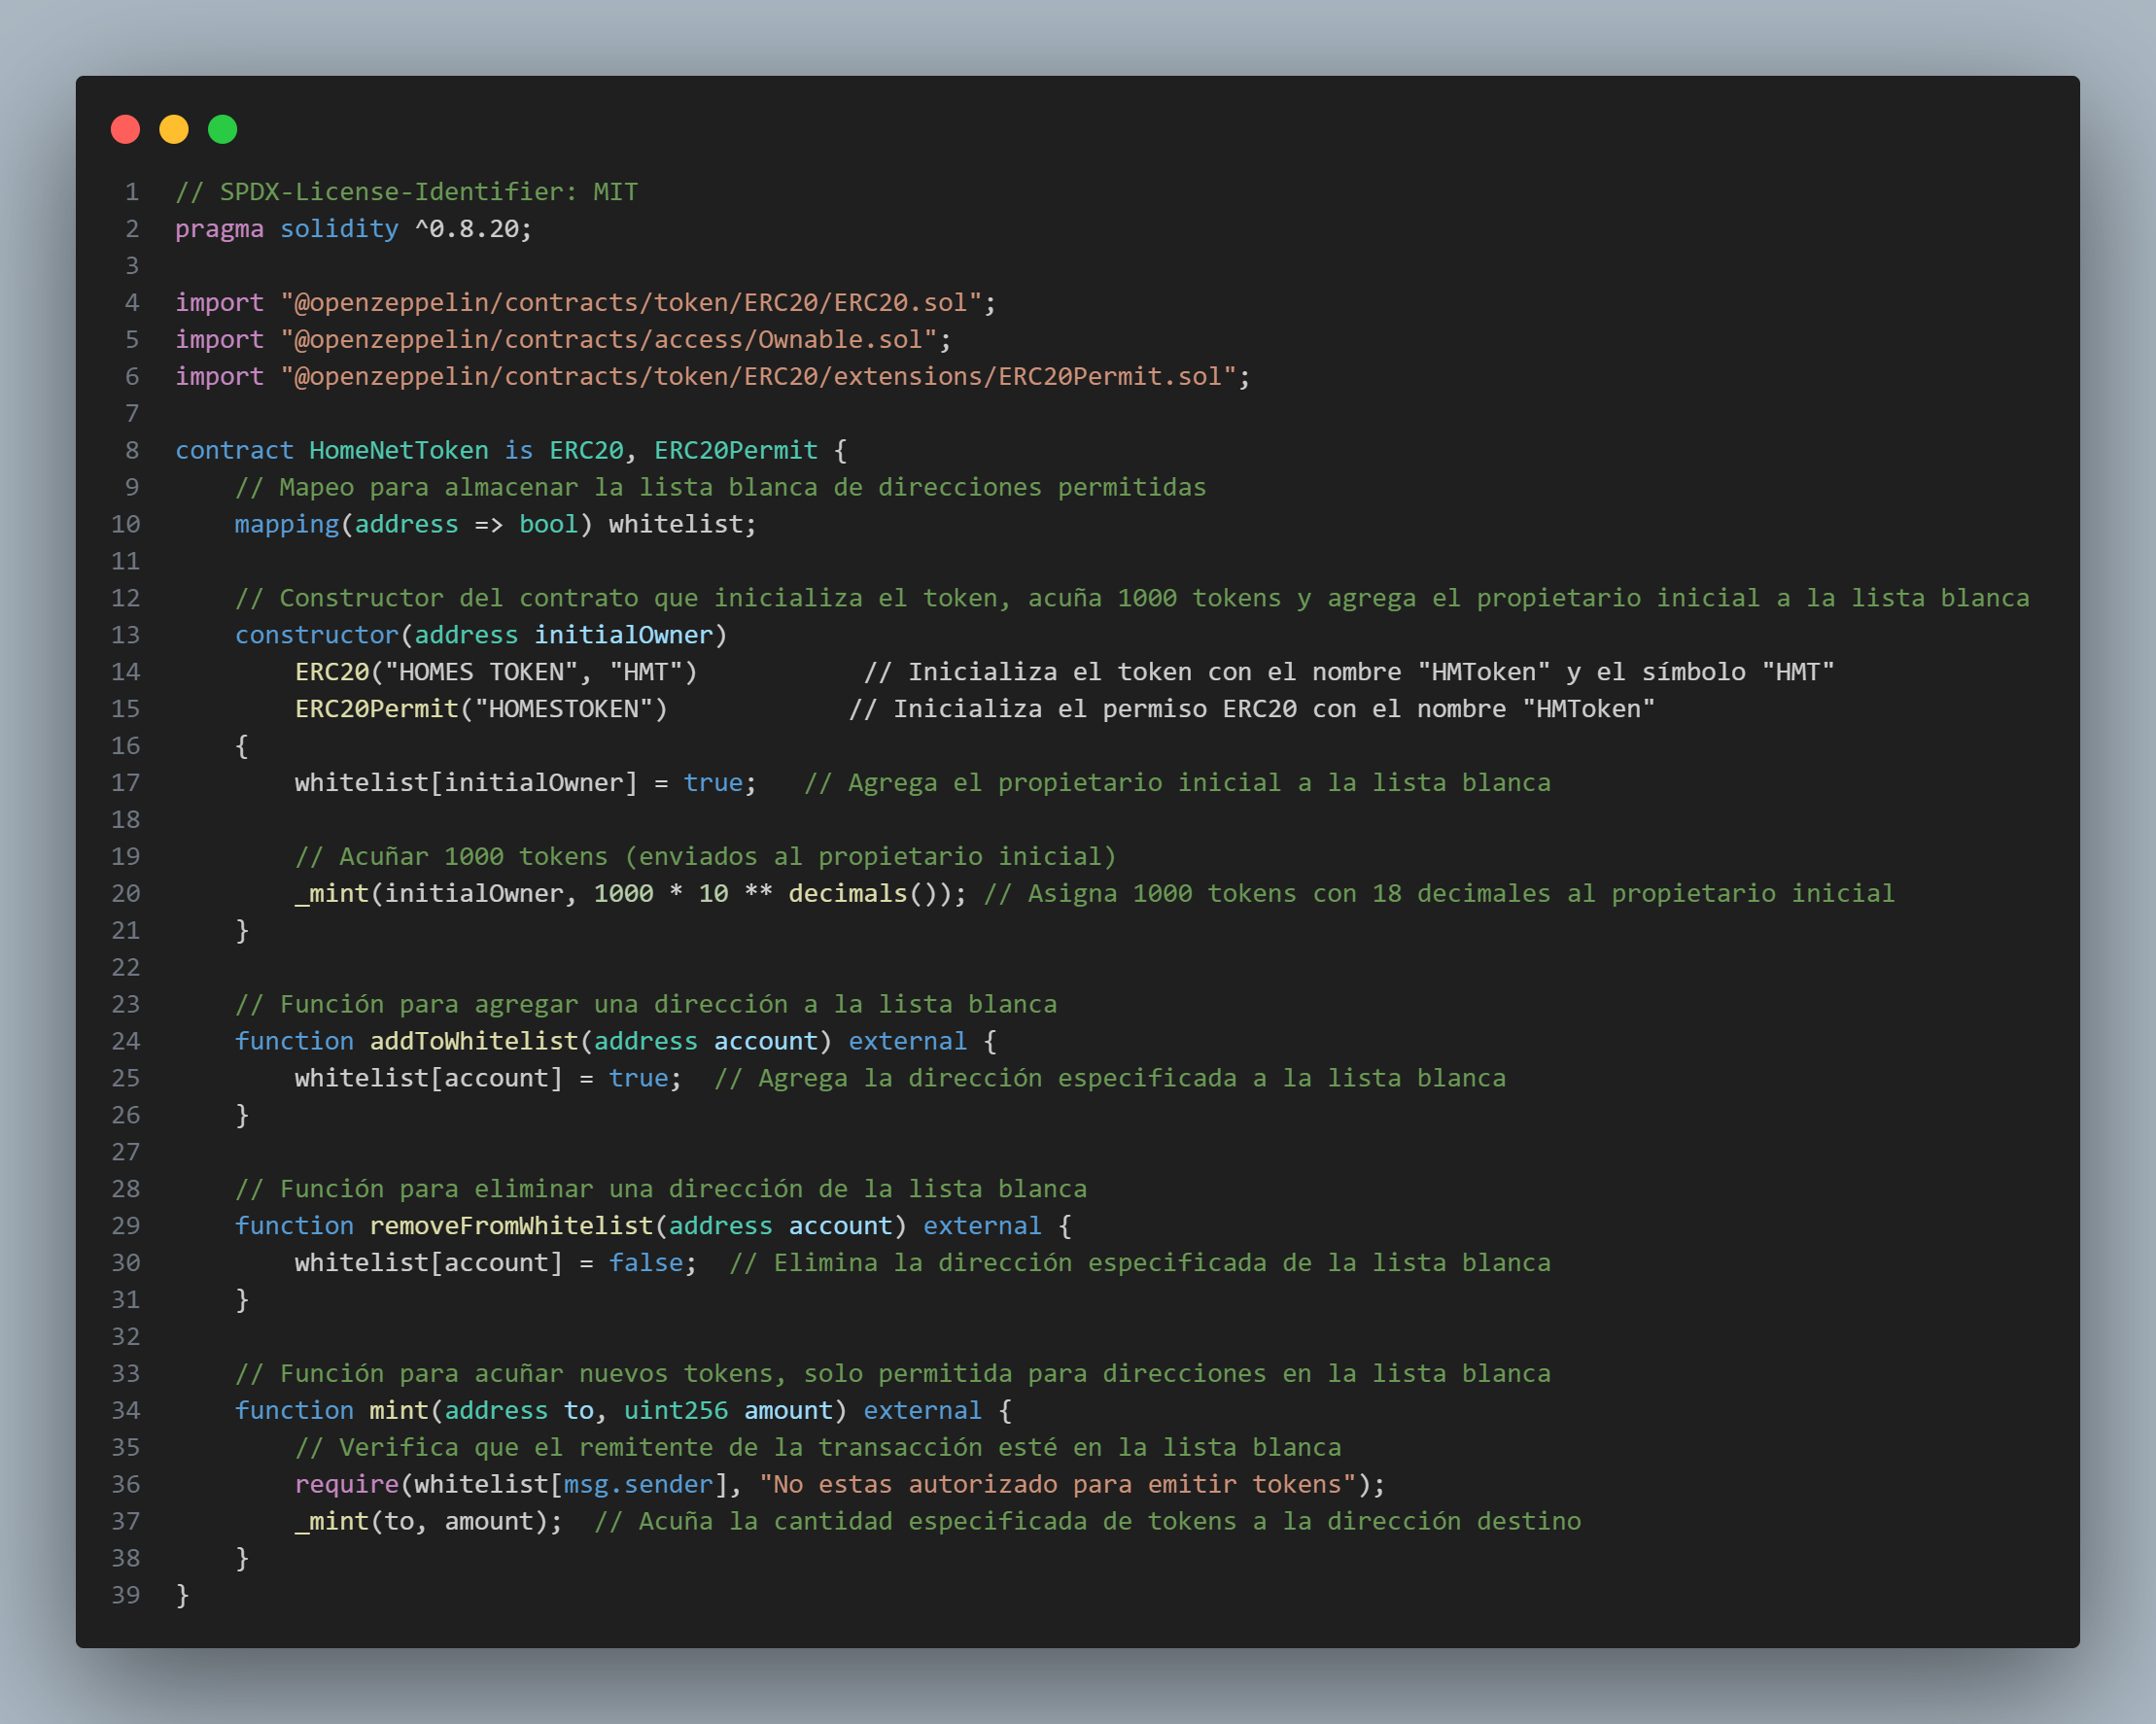 1 // SPDX-License-Identifier: MIT
2 pragma solidity ^0.8.20;
3
4 import "@openzeppelin/contracts/token/ERC20/ERC20.sol";
5 import "@openzeppelin/contracts/access/Ownable.sol";
6 import "@openzeppelin/contracts/token/ERC20/extensions/ERC20Permit.sol";
7
8 contract HomeNetToken is ERC20, ERC20Permit {
9     // Mapeo para almacenar la lista blanca de direcciones permitidas
10     mapping(address => bool) whitelist;
11
12     // Constructor del contrato que inicializa el token, acuña 1000 tokens y agrega el propietario inicial a la lista blanca
13     constructor(address initialOwner)
14         ERC20("HOMES TOKEN", "HMT")           // Inicializa el token con el nombre "HMToken" y el símbolo "HMT"
15         ERC20Permit("HOMESTOKEN")            // Inicializa el permiso ERC20 con el nombre "HMToken"
16     {
17         whitelist[initialOwner] = true;   // Agrega el propietario inicial a la lista blanca
18
19         // Acuñar 1000 tokens (enviados al propietario inicial)
20         _mint(initialOwner, 1000 * 10 ** decimals()); // Asigna 1000 tokens con 18 decimales al propietario inicial
21     }
22
23     // Función para agregar una dirección a la lista blanca
24     function addToWhitelist(address account) external {
25         whitelist[account] = true;  // Agrega la dirección especificada a la lista blanca
26     }
27
28     // Función para eliminar una dirección de la lista blanca
29     function removeFromWhitelist(address account) external {
30         whitelist[account] = false;  // Elimina la dirección especificada de la lista blanca
31     }
32
33     // Función para acuñar nuevos tokens, solo permitida para direcciones en la lista blanca
34     function mint(address to, uint256 amount) external {
35         // Verifica que el remitente de la transacción esté en la lista blanca
36         require(whitelist[msg.sender], "No estas autorizado para emitir tokens");
37         _mint(to, amount);  // Acuña la cantidad especificada de tokens a la dirección destino
38     }
39 }